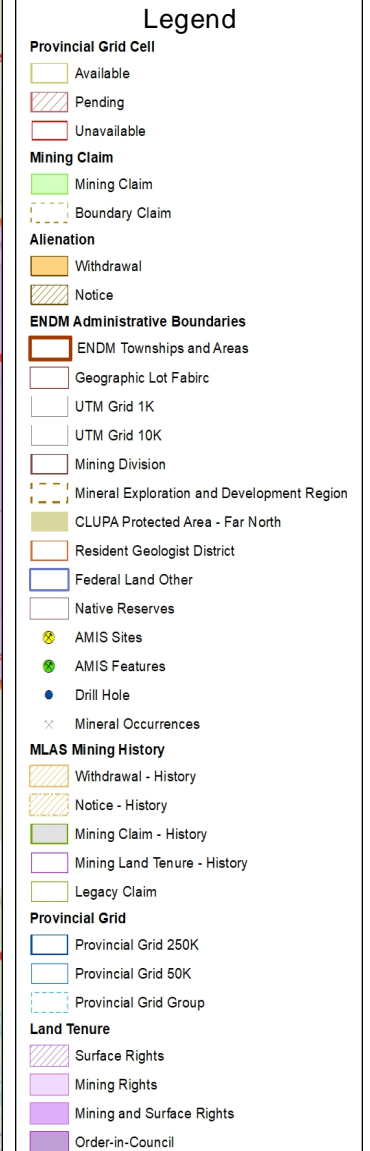 Legend
Provincial Grid Cell
Available
Pending
Unavailable
Mining Claim
Mining Claim
Boundary Claim
Alienation
Withdrawal
Notice
ENDM Administrative Boundaries
ENDM Townships and Areas
Geographic Lot Fabirc
UTM Grid 1K
UTM Grid 10K
Mining Division
Mineral Exploration and Development Region
CLUPA Protected Area - Far North
Resident Geologist District
Federal Land Other
Native Reserves
AMIS Sites
AMIS Features
Drill Hole
Mineral Occurrences
MLAS Mining History
Withdrawal - History
Notice - History
Mining Claim - History
Mining Land Tenure - History
Legacy Claim
Provincial Grid
Provincial Grid 250K
Provincial Grid 50K
Provincial Grid Group
Land Tenure
Surface Rights
Mining Rights
Mining and Surface Rights
Order-in-Council